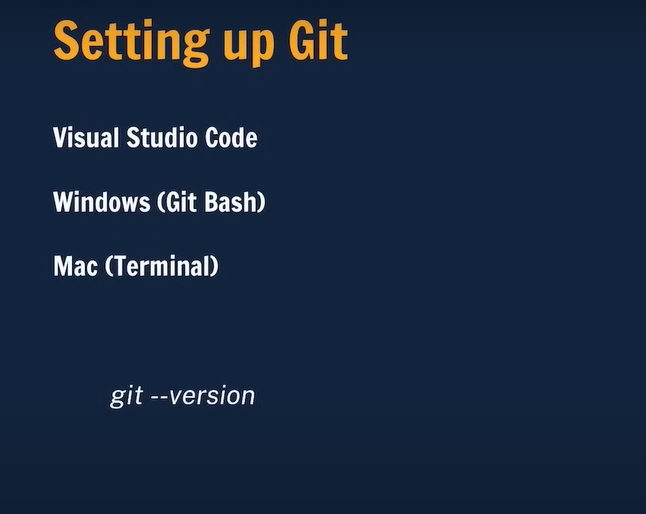 Setting up Git
Visual Studio Code
Windows (Git Bash)
Mac (Terminal)
git --version